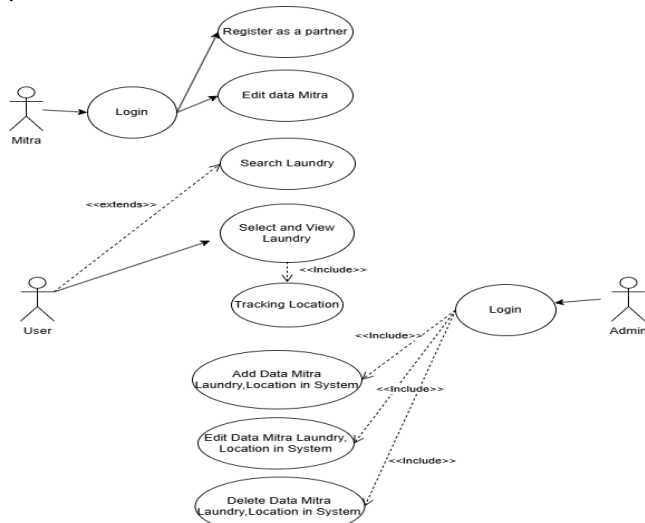 Register as a partner
Login
Edit data Mitra
Mitra
Search Laundry
<<extends>>
Select and View
Laundry
<<Include>>
Tracking Location
User
Login
Admin
<<Include>>
Add Data Mitra
Laundry,Location in System
<<Include>>
Edit Data Mitra Laundry,
Location in System
<<Include>>
Delete Data Mitra
Laundry,Location in System